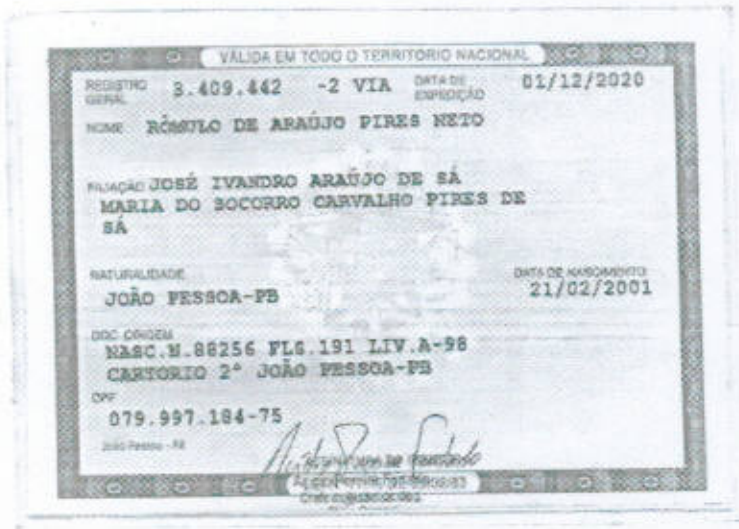 VÁLIDA EM TODO O TERRITÓRIO NACIONAL
REGISTRO GERAL 3.409.442 -2 VIA DATA DE EXPEDIÇÃO 01/12/2020
NOME RÔMULO DE ARAÚJO PIRES NETO
FILIAÇÃO JOSÉ IVANDRO ARAÚJO DE SÁ
MARIA DO SOCORRO CARVALHO PIRES DE
SÁ
NATURALIDADE DATA DE NASCIMENTO
JOÃO PESSOA-PB 21/02/2001
DOC. ORIGEM
NASC.N.88256 FLS.191 LIV.A-98
CARTORIO 2º JOÃO PESSOA-PB
CPF
079.997.184-75
João Pessoa - PB